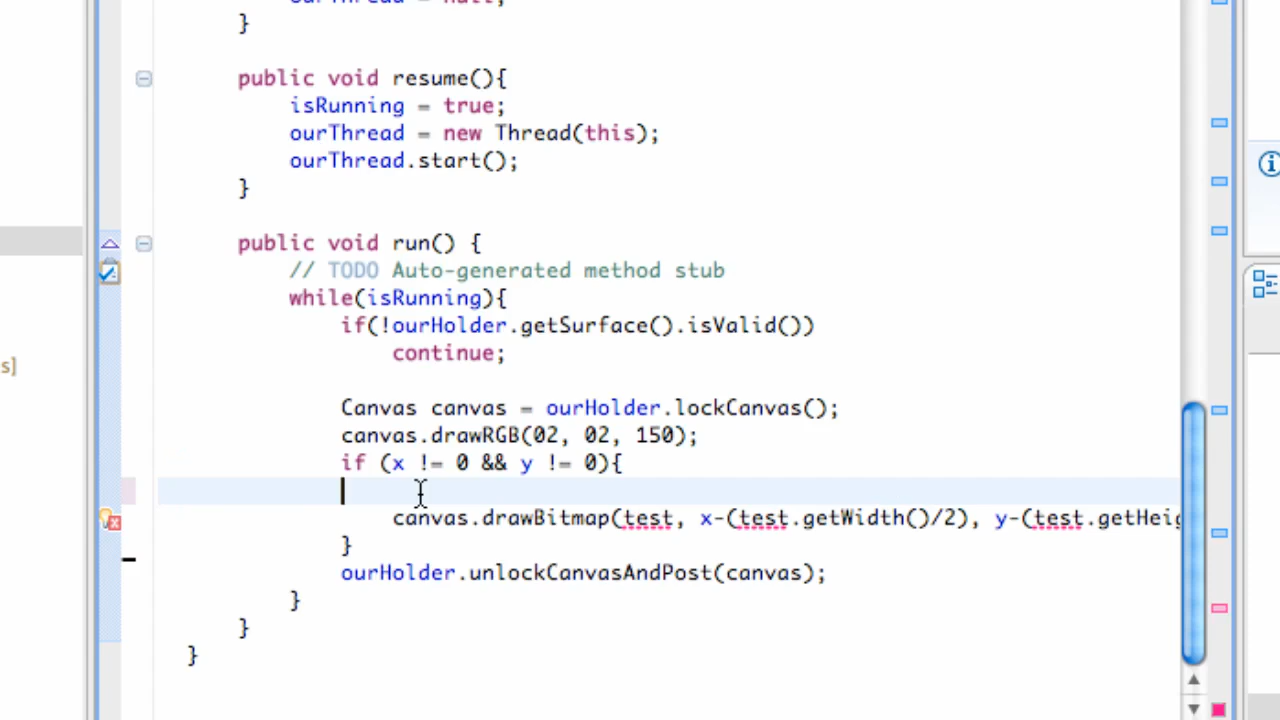 }
public void resume(){
isRunning = true;
ourThread = new Thread(this);
ourThread.start();
}
public void run() {
// TODO Auto-generated method stub
while(isRunning){
if(!ourHolder.getSurface().isValid())
continue;
s]
Canvas canvas = ourHolder.lockCanvas();
canvas.drawRGB(02, 02, 150);
if (x != 0 && y != 0){
canvas.drawBitmap(test, x-(test.getWidth()/2), y-(test.getHeig
}
ourHolder.unlockCanvasAndPost(canvas);
}
}
}